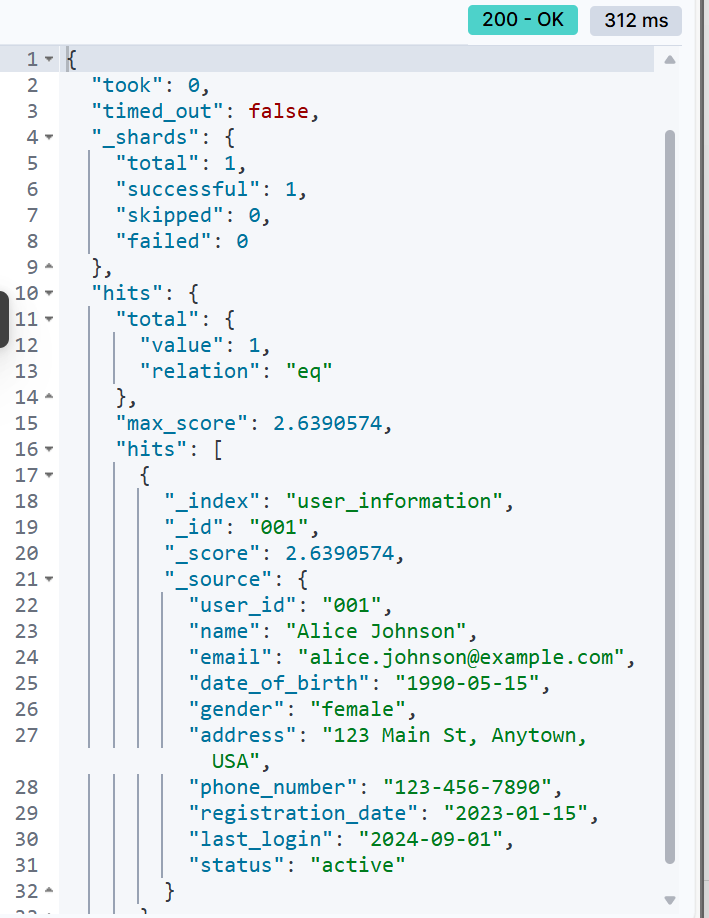 200 - OK 312 ms
1 {
2 "took": 0,
3 "timed_out": false,
4 "_shards": {
5 "total": 1,
6 "successful": 1,
7 "skipped": 0,
8 "failed": 0
9 },
10 "hits": {
11 "total": {
12 "value": 1,
13 "relation": "eq"
14 },
15 "max_score": 2.6390574,
16 "hits": [
17 {
18 "_index": "user_information",
19 "_id": "001",
20 "_score": 2.6390574,
21 "_source": {
22 "user_id": "001",
23 "name": "Alice Johnson",
24 "email": "alice.johnson@example.com",
25 "date_of_birth": "1990-05-15",
26 "gender": "female",
27 "address": "123 Main St, Anytown,
USA",
28 "phone_number": "123-456-7890",
29 "registration_date": "2023-01-15",
30 "last_login": "2024-09-01",
31 "status": "active"
32 }